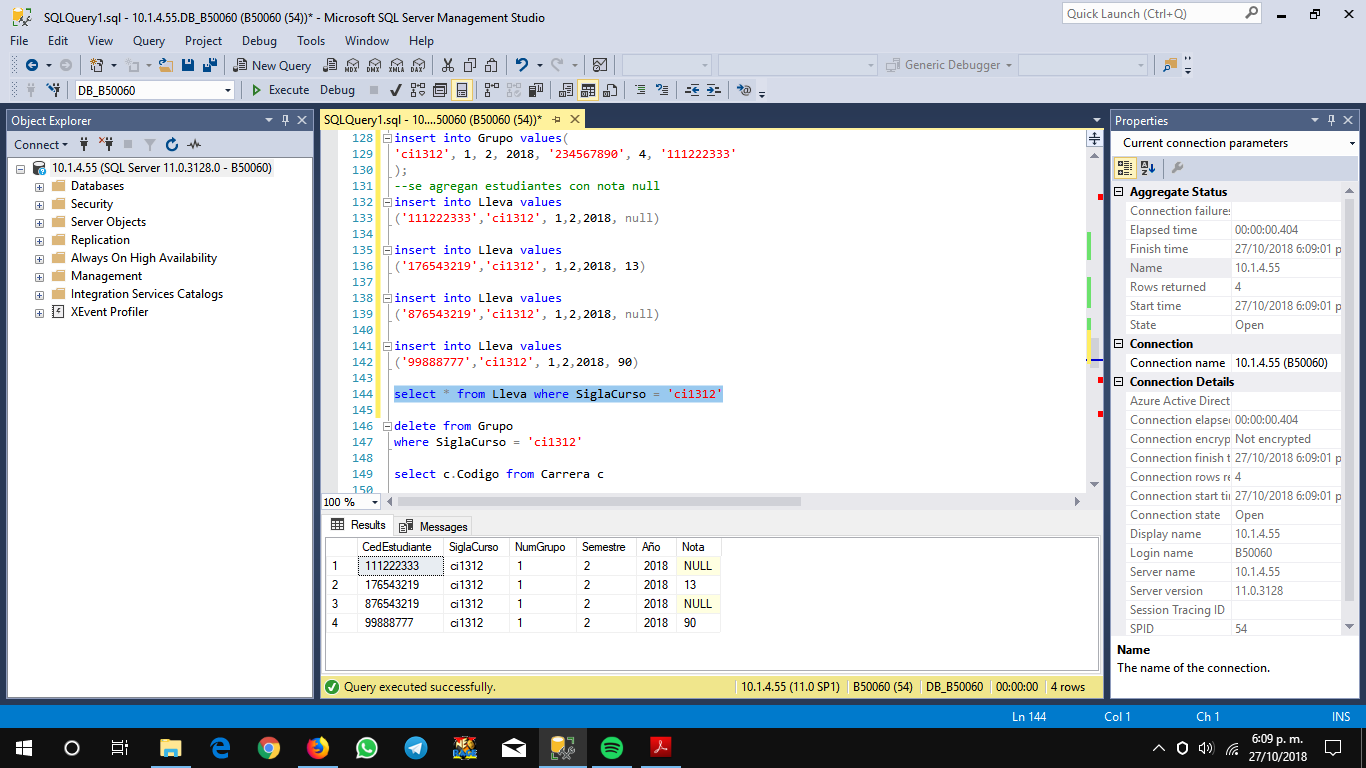 SQLQuery1.sql - 10.1.4.55.DB_B50060 (B50060 (54))* - Microsoft SQL Server Management Studio
Quick Launch (Ctrl+Q)
File Edit View Query Project Debug Tools Window Help
New Query MDX DMX XMLA DAX Generic Debugger
DB_B50060 Execute Debug
Object Explorer
Connect
10.1.4.55 (SQL Server 11.0.3128.0 - B50060)
Databases
Security
Server Objects
Replication
Always On High Availability
Management
Integration Services Catalogs
XEvent Profiler
SQLQuery1.sql - 10....50060 (B50060 (54))*
128 insert into Grupo values(
129 'ci1312', 1, 2, 2018, '234567890', 4, '111222333'
130 );
131 --se agregan estudiantes con nota null
132 insert into Lleva values
133 ('111222333','ci1312', 1,2,2018, null)
134
135 insert into Lleva values
136 ('176543219','ci1312', 1,2,2018, 13)
137
138 insert into Lleva values
139 ('876543219','ci1312', 1,2,2018, null)
140
141 insert into Lleva values
142 ('99888777','ci1312', 1,2,2018, 90)
143
144 select * from Lleva where SiglaCurso = 'ci1312'
145
146 delete from Grupo
147 where SiglaCurso = 'ci1312'
148
149 select c.Codigo from Carrera c
150
100 %
Results Messages
CedEstudiante SiglaCurso NumGrupo Semestre Año Nota
1 111222333 ci1312 1 2 2018 NULL
2 176543219 ci1312 1 2 2018 13
3 876543219 ci1312 1 2 2018 NULL
4 99888777 ci1312 1 2 2018 90
Query executed successfully. 10.1.4.55 (11.0 SP1) B50060 (54) DB_B50060 00:00:00 4 rows
Properties
Current connection parameters
Aggregate Status
Connection failures
Elapsed time 00:00:00.404
Finish time 27/10/2018 6:09:01 p
Name 10.1.4.55
Rows returned 4
Start time 27/10/2018 6:09:01 p
State Open
Connection
Connection name 10.1.4.55 (B50060)
Connection Details
Azure Active Direct
Connection elapse 00:00:00.404
Connection encryp Not encrypted
Connection finish t 27/10/2018 6:09:01 p
Connection rows re 4
Connection start ti 27/10/2018 6:09:01 p
Connection state Open
Display name 10.1.4.55
Login name B50060
Server name 10.1.4.55
Server version 11.0.3128
Session Tracing ID
SPID 54
Name
The name of the connection.
Ln 144 Col 1 Ch 1 INS
6:09 p. m.
27/10/2018